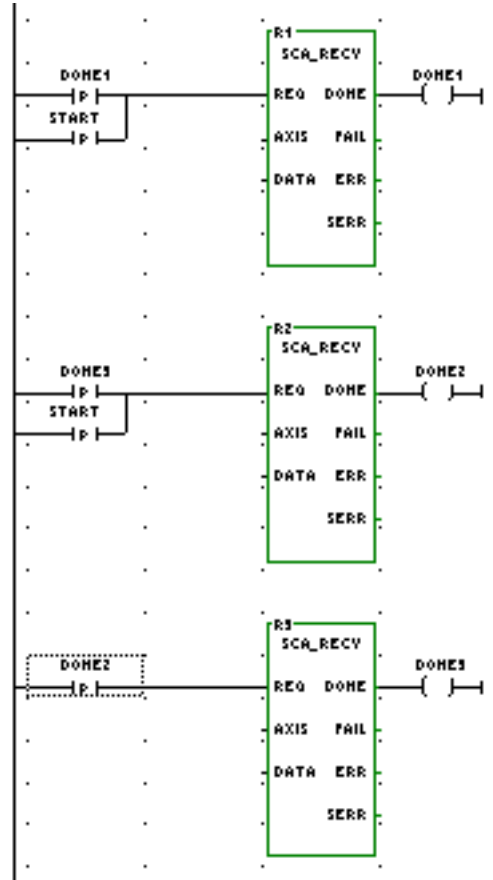 R1
SCA_RECV
DONE1
DONE1
P
REQ DONE
START
P
AXIS FAIL
DATA ERR
SERR
R2
SCA_RECV
DONE3
DONE2
P
REQ DONE
START
P
AXIS FAIL
DATA ERR
SERR
R3
SCA_RECV
DONE2
DONE3
P
REQ DONE
AXIS FAIL
DATA ERR
SERR